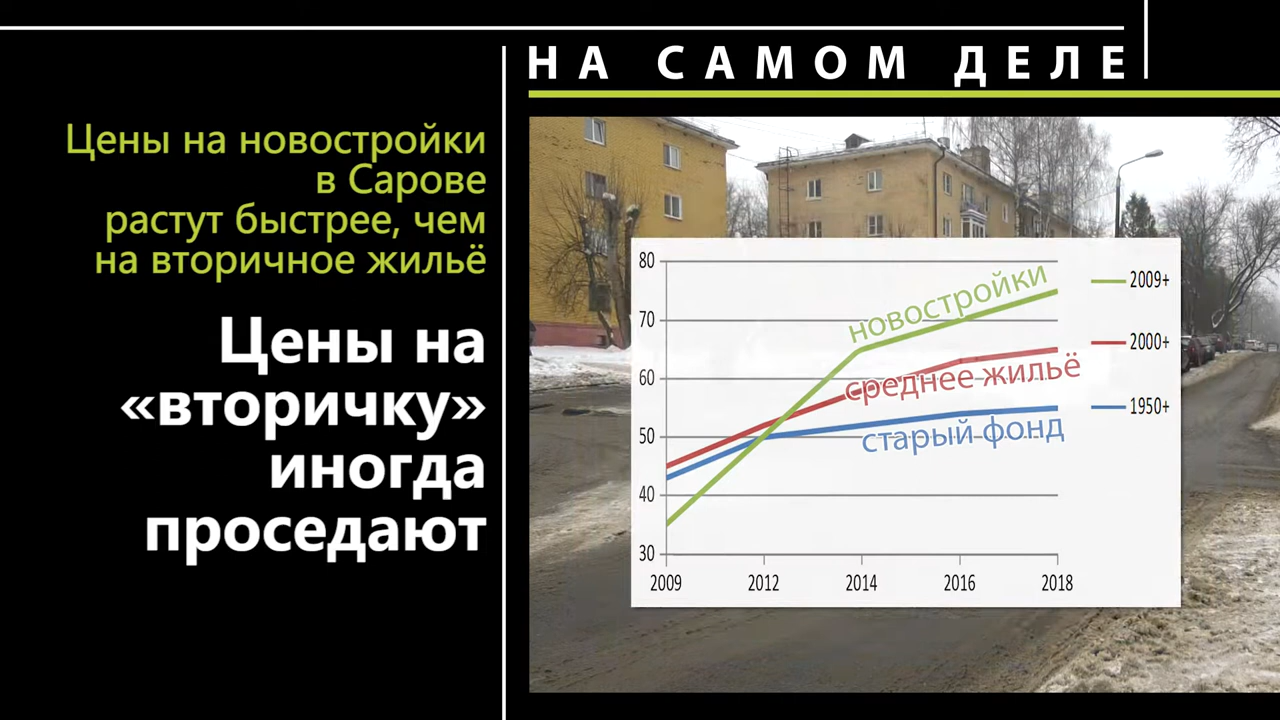 НА САМОМ ДЕЛЕ
Цены на новостройки
в Сарове
растут быстрее, чем
на вторичное жильё
Цены на
«вторичку»
иногда
проседают
80
70
60
50
40
30
2009
2012
2014
2016
2018
новостройки
среднее жильё
старый фонд
2009+
2000+
1950+